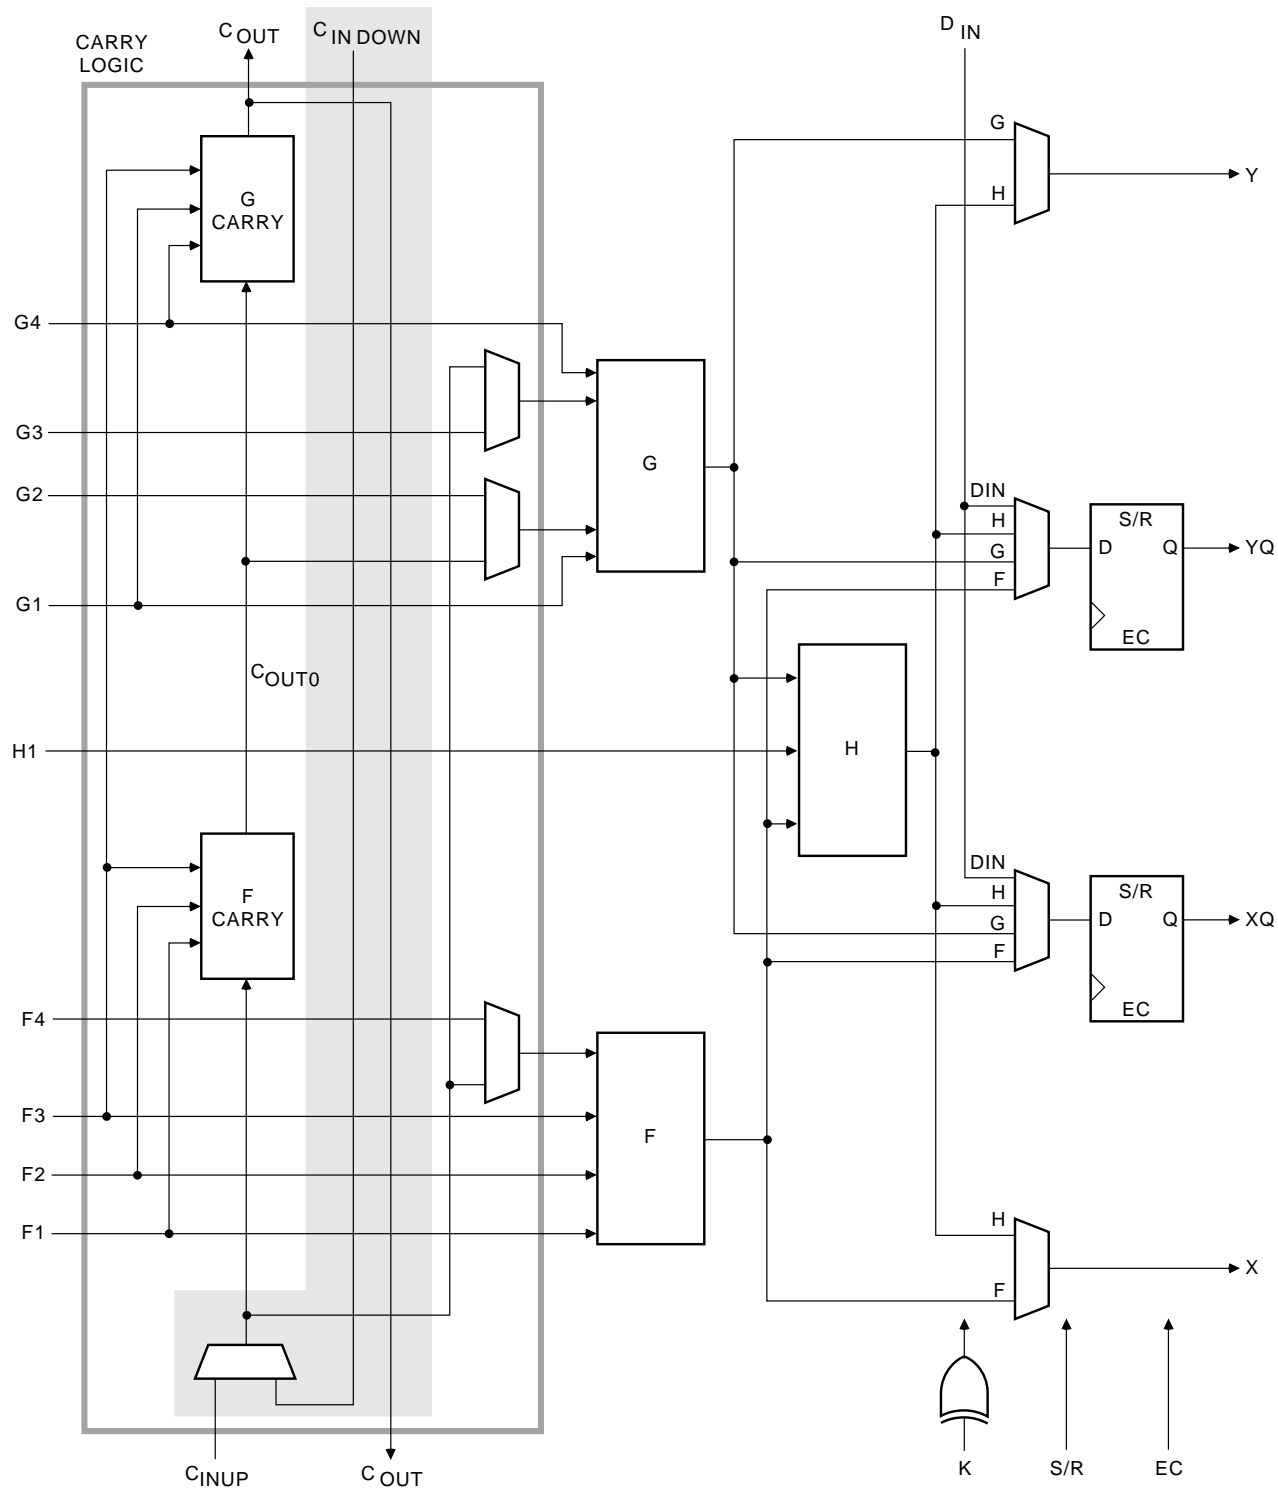 CARRY
LOGIC
C OUT
C IN DOWN
D IN
G
H
Y
G
CARRY
G4
G3
G2
G1
G
DIN
H
G
F
S/R
D Q
EC
YQ
C OUT0
H1
H
F
CARRY
DIN
H
G
F
S/R
D Q
EC
XQ
F4
F3
F2
F1
F
H
F
X
C INUP
C OUT
K
S/R
EC